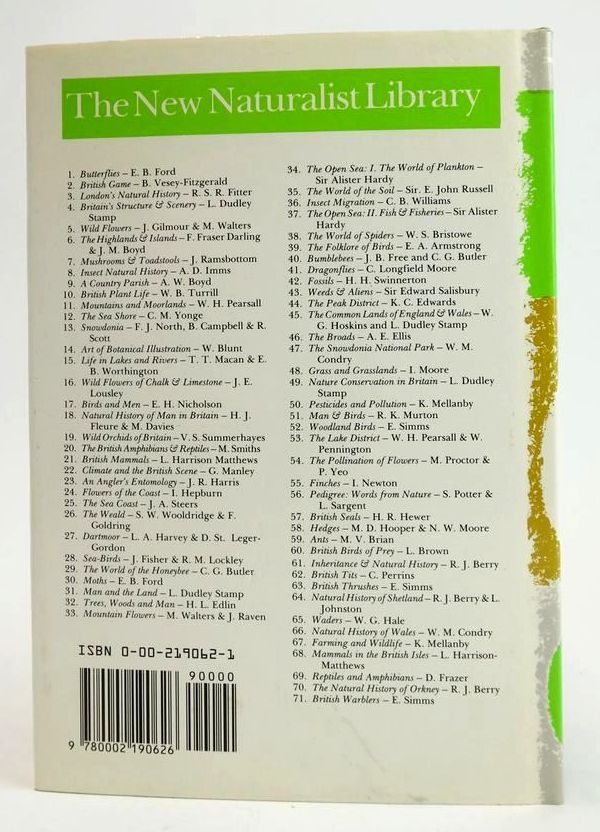 The New Naturalist Library
1. Butterflies – E. B. Ford
2. British Game – B. Vesey-Fitzgerald
3. London's Natural History – R. S. R. Fitter
4. Britain's Structure & Scenery – L. Dudley
Stamp
5. Wild Flowers – J. Gilmour & M. Walters
6. The Highlands & Islands – F. Fraser Darling
& J. M. Boyd
7. Mushrooms & Toadstools – J. Ramsbottom
8. Insect Natural History – A. D. Imms
9. A Country Parish – A. W. Boyd
10. British Plant Life – W. B. Turrill
11. Mountains and Moorlands – W. H. Pearsall
12. The Sea Shore – C. M. Yonge
13. Snowdonia – F. J. North, B. Campbell & R.
Scott
14. Art of Botanical Illustration – W. Blunt
15. Life in Lakes and Rivers – T. T. Macan & E.
B. Worthington
16. Wild Flowers of Chalk & Limestone – J. E.
Lousley
17. Birds and Men – E. H. Nicholson
18. Natural History of Man in Britain – H. J.
Fleure & M. Davies
19. Wild Orchids of Britain – V. S. Summerhayes
20. The British Amphibians & Reptiles – M. Smiths
21. British Mammals – L. Harrison Matthews
22. Climate and the British Scene – G. Manley
23. An Angler's Entomology – J. R. Harris
24. Flowers of the Coast – I. Hepburn
25. The Sea Coast – J. A. Steers
26. The Weald – S. W. Wooldridge & F.
Goldring
27. Dartmoor – L. A. Harvey & D. St. Leger-
Gordon
28. Sea-Birds – J. Fisher & R. M. Lockley
29. The World of the Honeybee – C. G. Butler
30. Moths – E. B. Ford
31. Man and the Land – L. Dudley Stamp
32. Trees, Woods and Man – H. L. Edlin
33. Mountain Flowers – M. Walters & J. Raven
34. The Open Sea: I. The World of Plankton –
Sir Alister Hardy
35. The World of the Soil – Sir. E. John Russell
36. Insect Migration – C. B. Williams
37. The Open Sea: II. Fish & Fisheries – Sir Alister
Hardy
38. The World of Spiders – W. S. Bristowe
39. The Folklore of Birds – E. A. Armstrong
40. Bumblebees – J. B. Free and C. G. Butler
41. Dragonflies – C. Longfield Moore
42. Fossils – H. H. Swinnerton
43. Weeds & Aliens – Sir Edward Salisbury
44. The Peak District – K. C. Edwards
45. The Common Lands of England & Wales – W.
G. Hoskins and L. Dudley Stamp
46. The Broads – A. E. Ellis
47. The Snowdonia National Park – W. M.
Condry
48. Grass and Grasslands – I. Moore
49. Nature Conservation in Britain – L. Dudley
Stamp
50. Pesticides and Pollution – K. Mellanby
51. Man & Birds – R. K. Murton
52. Woodland Birds – E. Simms
53. The Lake District – W. H. Pearsall & W.
Pennington
54. The Pollination of Flowers – M. Proctor &
P. Yeo
55. Finches – I. Newton
56. Pedigree: Words from Nature – S. Potter &
L. Sargent
57. British Seals – H. R. Hewer
58. Hedges – M. D. Hooper & N. W. Moore
59. Ants – M. V. Brian
60. British Birds of Prey – L. Brown
61. Inheritance & Natural History – R. J. Berry
62. British Tits – C. Perrins
63. British Thrushes – E. Simms
64. Natural History of Shetland – R. J. Berry & L.
Johnston
65. Waders – W. G. Hale
66. Natural History of Wales – W. M. Condry
67. Farming and Wildlife – K. Mellanby
68. Mammals in the British Isles – L. Harrison-
Matthews
69. Reptiles and Amphibians – D. Frazer
70. The Natural History of Orkney – R. J. Berry
71. British Warblers – E. Simms
ISBN 0-00-219062-1
90000
9 780002 190626